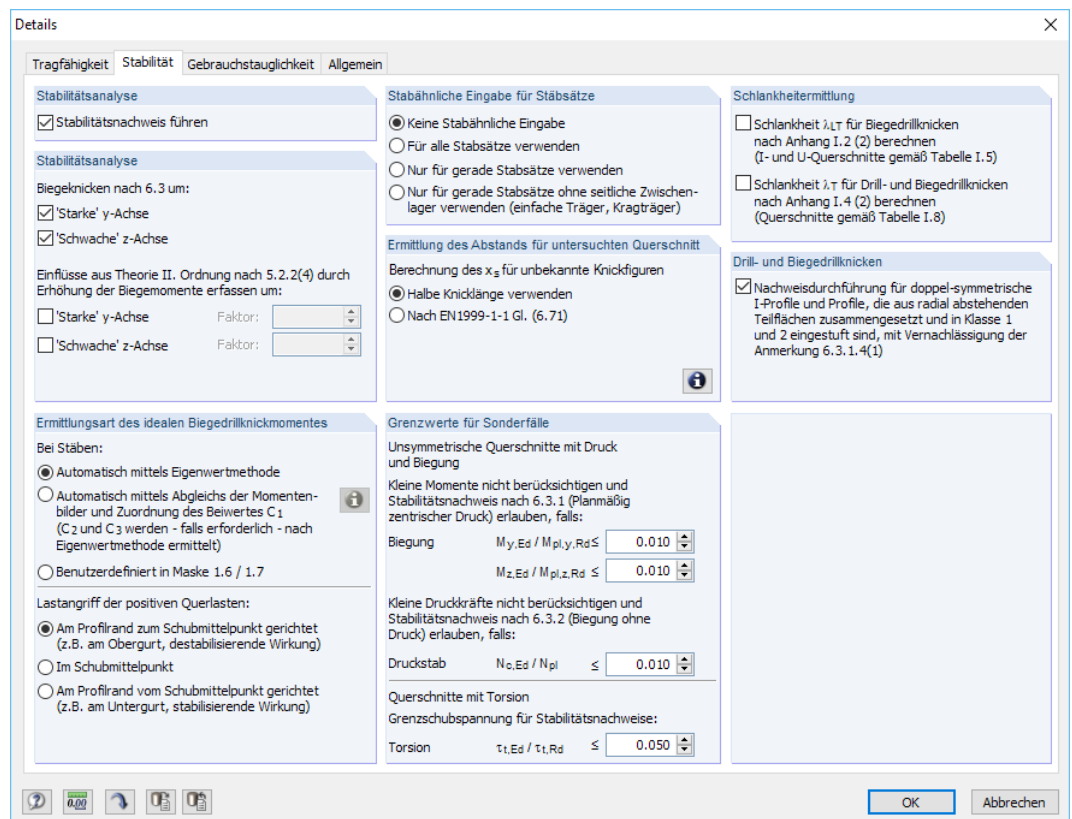 Details
Tragfähigkeit Stabilität Gebrauchstauglichkeit Allgemein
Stabilitätsanalyse
Stabilitätsnachweis führen
Stabilitätsanalyse
Biegeknicken nach 6.3 um:
'Starke' y-Achse
'Schwache' z-Achse
Einflüsse aus Theorie II. Ordnung nach 5.2.2(4) durch
Erhöhung der Biegemomente erfassen um:
'Starke' y-Achse Faktor:
'Schwache' z-Achse Faktor:
Ermittlungsart des idealen Biegedrillknickmomentes
Bei Stäben:
Automatisch mittels Eigenwertmethode
Automatisch mittels Abgleichs der Momenten-
bilder und Zuordnung des Beiwertes C1
(C2 und C3 werden - falls erforderlich - nach
Eigenwertmethode ermittelt)
Benutzerdefiniert in Maske 1.6 / 1.7
Lastangriff der positiven Querlasten:
Am Profilrand zum Schubmittelpunkt gerichtet
(z.B. am Obergurt, destabilisierende Wirkung)
Im Schubmittelpunkt
Am Profilrand vom Schubmittelpunkt gerichtet
(z.B. am Untergurt, stabilisierende Wirkung)
Stabähnliche Eingabe für Stäbsätze
Keine Stabähnliche Eingabe
Für alle Stabsätze verwenden
Nur für gerade Stabsätze verwenden
Nur für gerade Stabsätze ohne seitliche Zwischen-
lager verwenden (einfache Träger, Kragträger)
Ermittlung des Abstands für untersuchten Querschnitt
Berechnung des xs für unbekannte Knickfiguren
Halbe Knicklänge verwenden
Nach EN1999-1-1 Gl. (6.71)
Grenzwerte für Sonderfälle
Unsymmetrische Querschnitte mit Druck
und Biegung
Kleine Momente nicht berücksichtigen und
Stabilitätsnachweis nach 6.3.1 (Planmäßig
zentrischer Druck) erlauben, falls:
Biegung My,Ed / Mpl,y,Rd ≤ 0.010
Mz,Ed / Mpl,z,Rd ≤ 0.010
Kleine Druckkräfte nicht berücksichtigen und
Stabilitätsnachweis nach 6.3.2 (Biegung ohne
Druck) erlauben, falls:
Druckstab Nc,Ed / Npl ≤ 0.010
Querschnitte mit Torsion
Grenzschubspannung für Stabilitätsnachweise:
Torsion τt,Ed / τt,Rd ≤ 0.050
Schlankheitermittlung
Schlankheit λLT für Biegedrillknicken
nach Anhang I.2 (2) berechnen
(I- und U-Querschnitte gemäß Tabelle I.5)
Schlankheit λT für Drill- und Biegedrillknicken
nach Anhang I.4 (2) berechnen
(Querschnitte gemäß Tabelle I.8)
Drill- und Biegedrillknicken
Nachweisdurchführung für doppel-symmetrische
I-Profile und Profile, die aus radial abstehenden
Teilflächen zusammengesetzt und in Klasse 1
und 2 eingestuft sind, mit Vernachlässigung der
Anmerkung 6.3.1.4(1)
0.00
OK Abbrechen